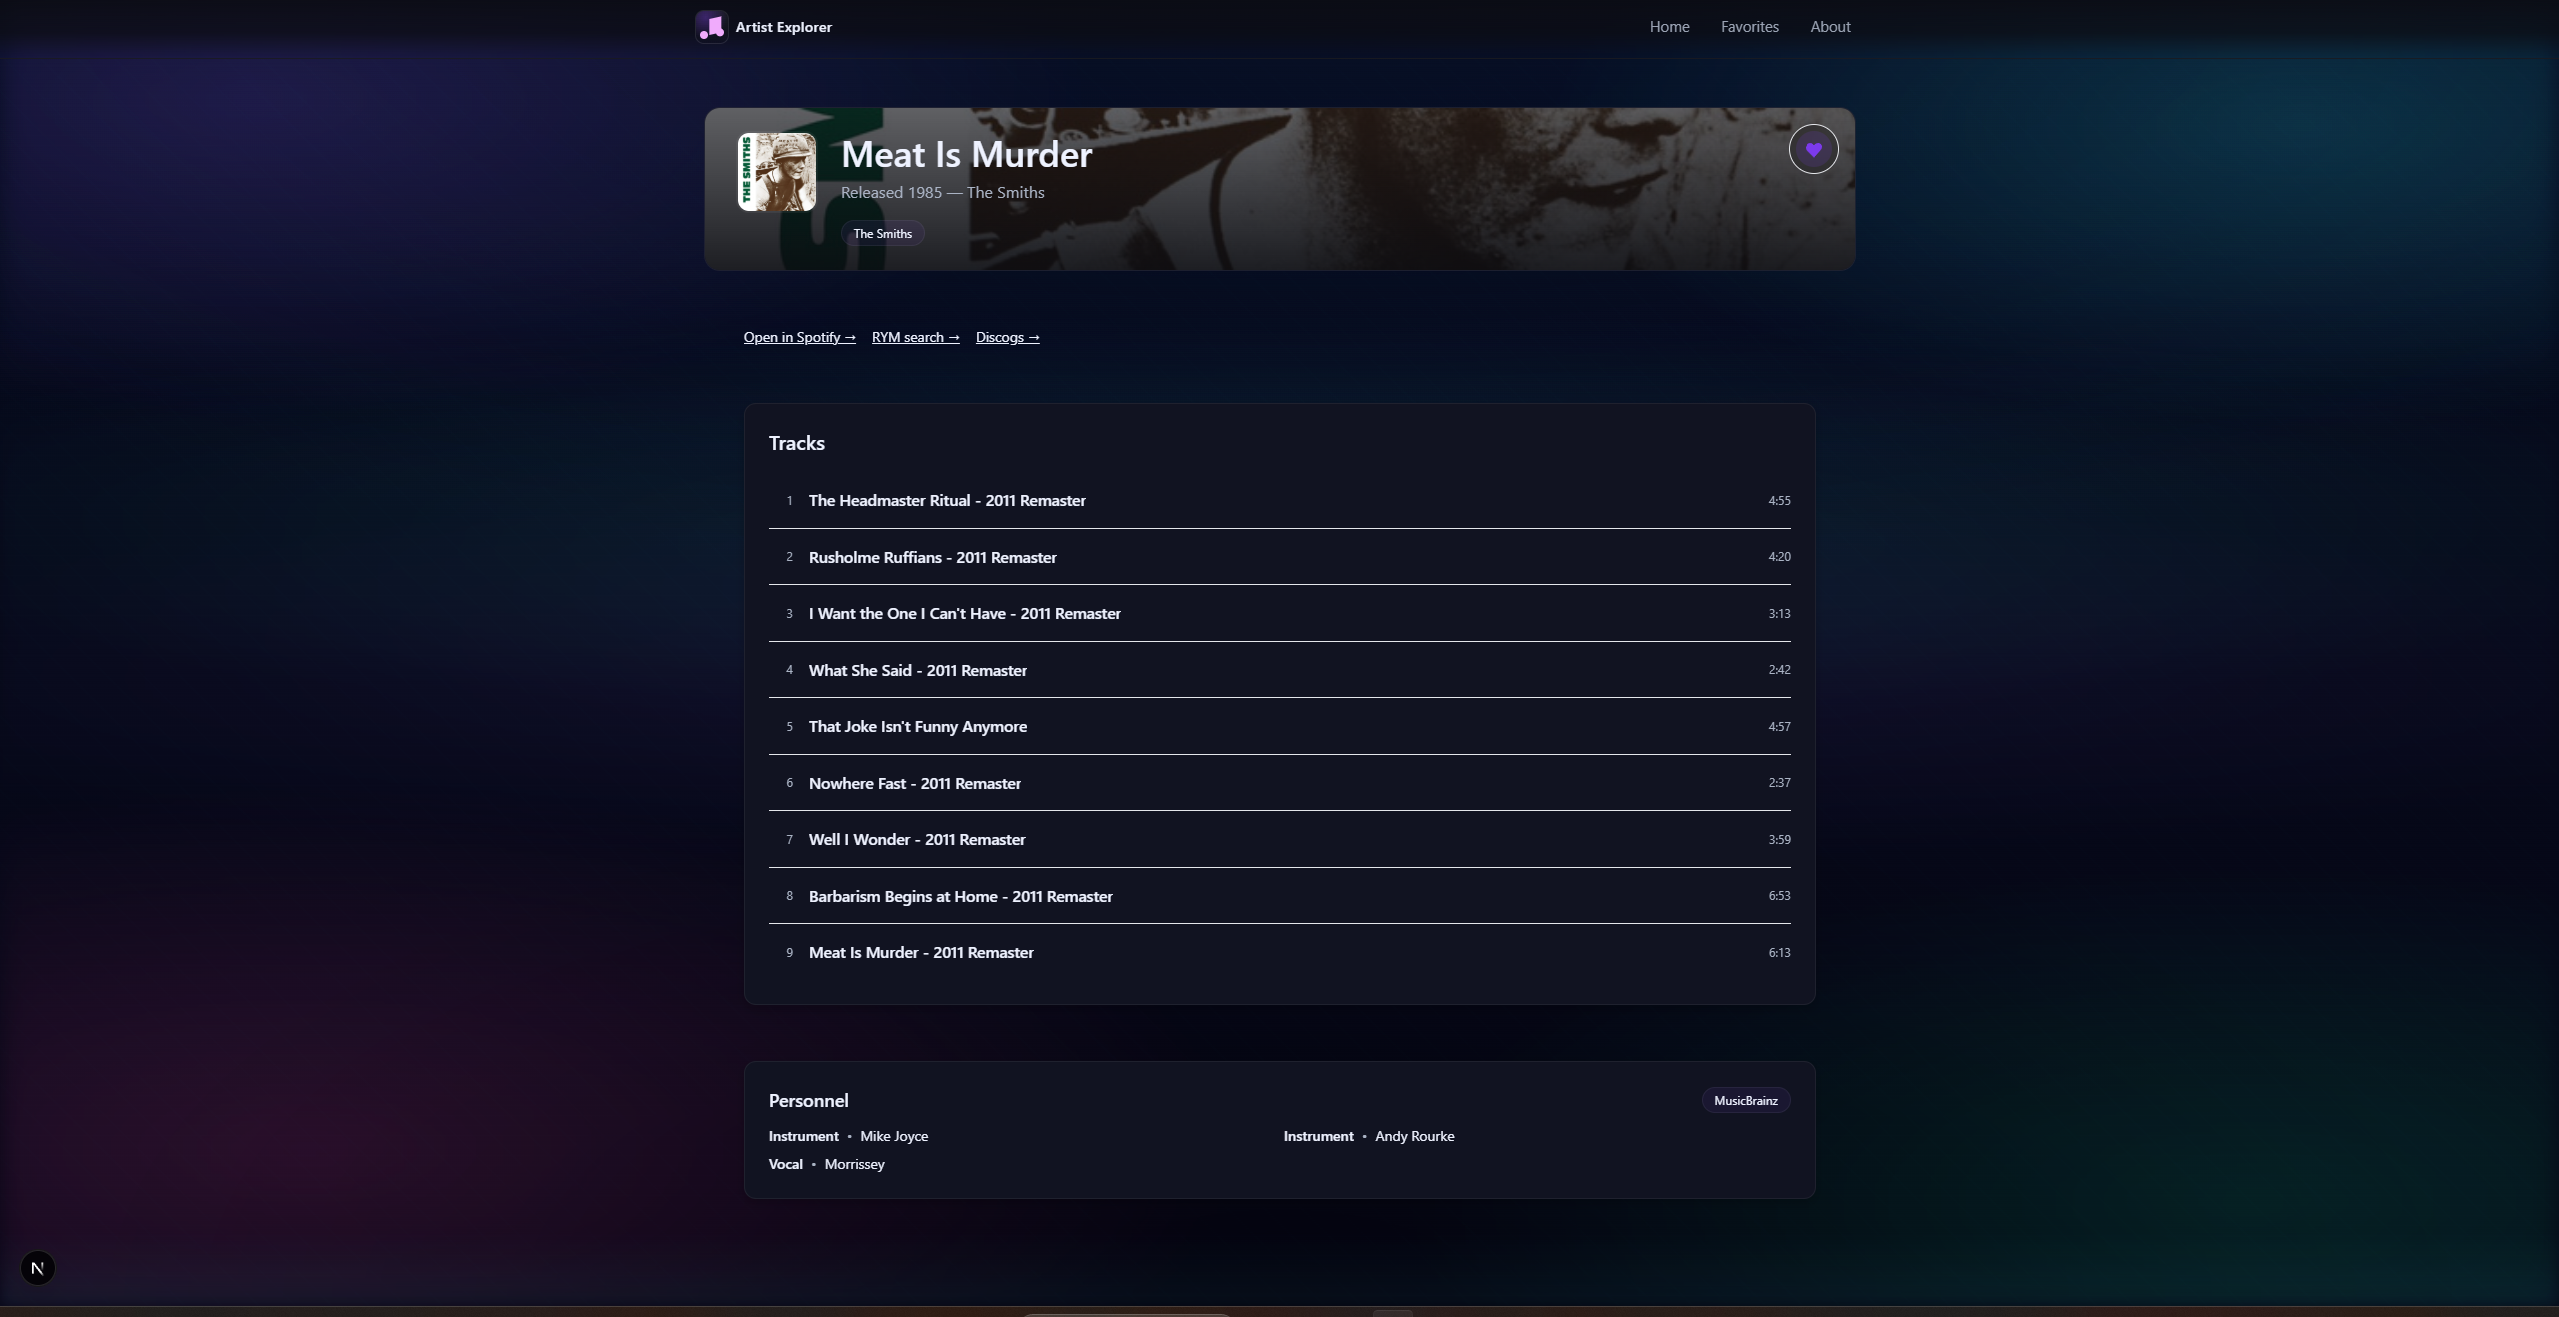 Artist Explorer
Home Favorites About
THE SMITHS
Meat Is Murder
Released 1985 — The Smiths
The Smiths
Open in Spotify → RYM search → Discogs →
Tracks
1 The Headmaster Ritual - 2011 Remaster 4:55
2 Rusholme Ruffians - 2011 Remaster 4:20
3 I Want the One I Can't Have - 2011 Remaster 3:13
4 What She Said - 2011 Remaster 2:42
5 That Joke Isn't Funny Anymore 4:57
6 Nowhere Fast - 2011 Remaster 2:37
7 Well I Wonder - 2011 Remaster 3:59
8 Barbarism Begins at Home - 2011 Remaster 6:53
9 Meat Is Murder - 2011 Remaster 6:13
Personnel MusicBrainz
Instrument • Mike Joyce Instrument • Andy Rourke
Vocal • Morrissey
N